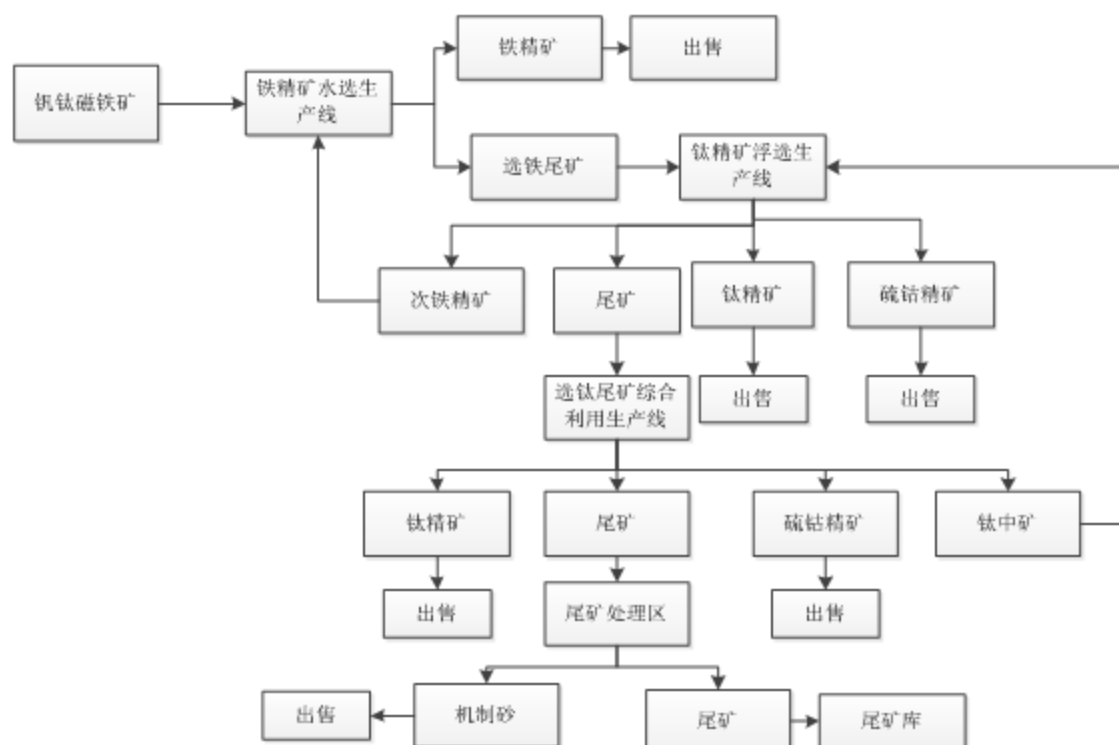 铁精矿
出售
钒钛磁铁矿
铁精矿水选生
产线
选铁尾矿
钛精矿浮选生
产线
次铁精矿
尾矿
钛精矿
硫钴精矿
出售
出售
选钛尾矿综合
利用生产线
钛精矿
尾矿
硫钴精矿
钛中矿
出售
尾矿处理区
出售
出售
机制砂
尾矿
尾矿库